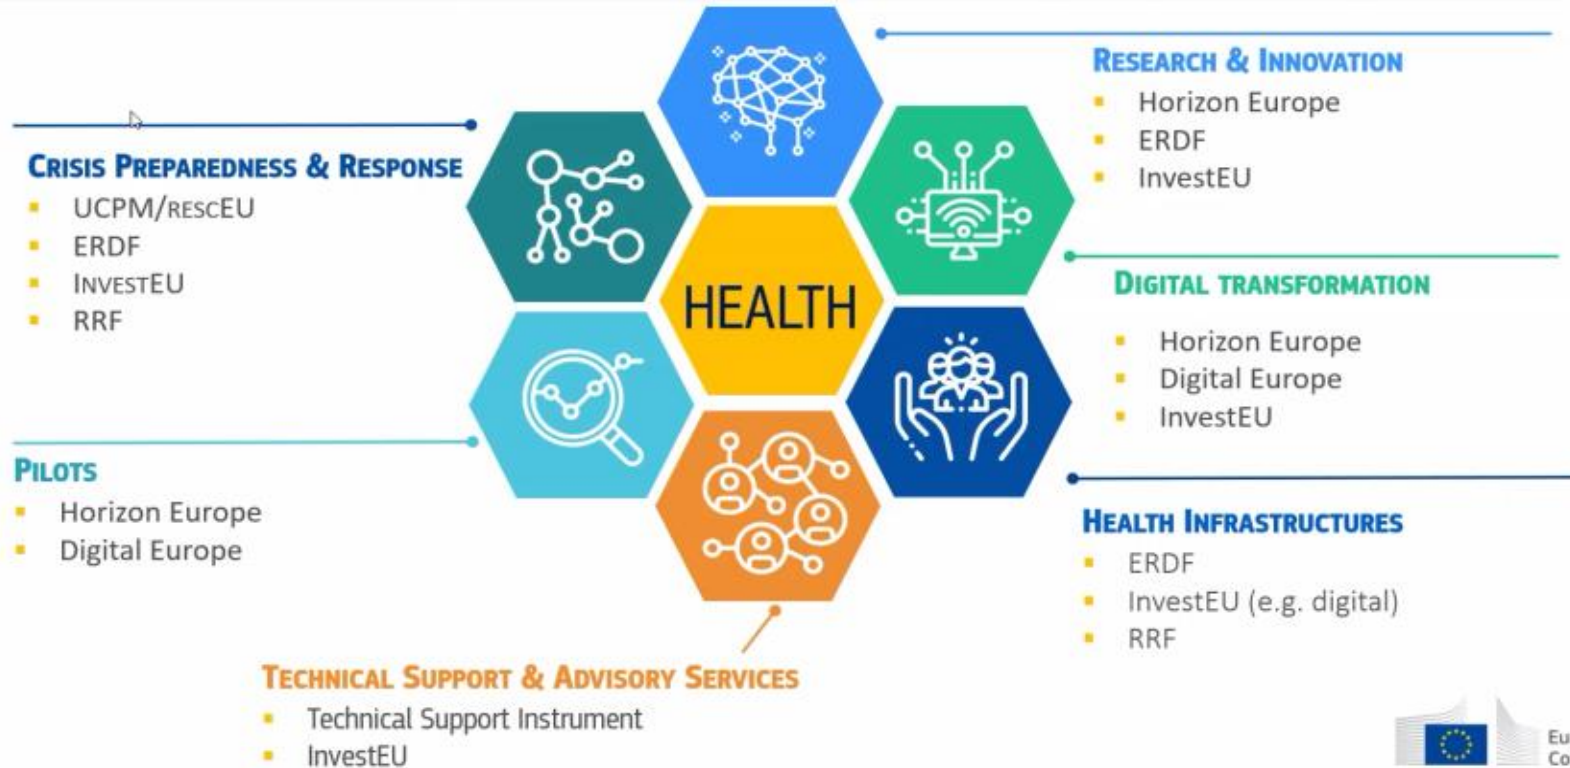 RESEARCH & INNOVATION
Horizon Europe
ERDF
InvestEU
CRISIS PREPAREDNESS & RESPONSE
UCPM/RESCEU
ERDF
INVESTEU
RRF
HEALTH
DIGITAL TRANSFORMATION
Horizon Europe
Digital Europe
InvestEU
PILOTS
Horizon Europe
Digital Europe
HEALTH INFRASTRUCTURES
ERDF
InvestEU (e.g. digital)
RRF
TECHNICAL SUPPORT & ADVISORY SERVICES
Technical Support Instrument
InvestEU
Eu
Co